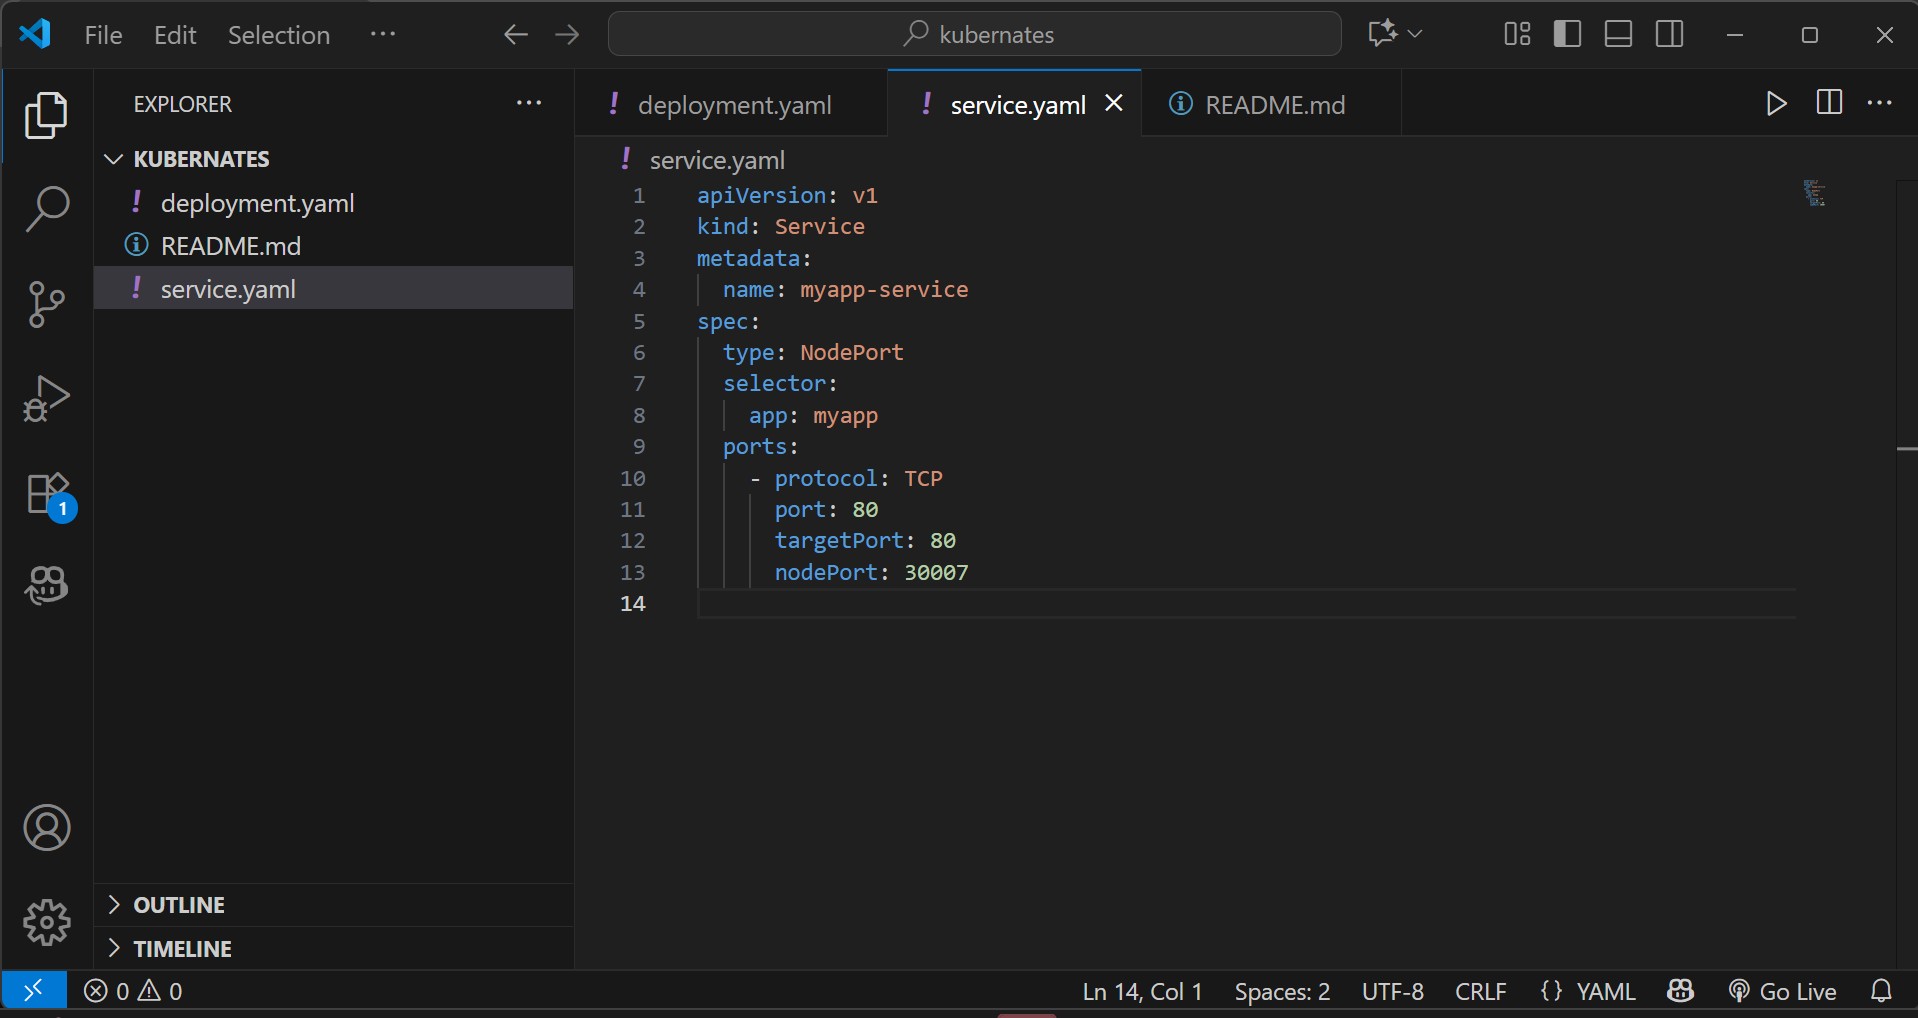 File Edit Selection ··· kubernates
EXPLORER ···
KUBERNATES
deployment.yaml
README.md
service.yaml
OUTLINE
TIMELINE
1
deployment.yaml service.yaml README.md ···
service.yaml
1 apiVersion: v1
2 kind: Service
3 metadata:
4   name: myapp-service
5 spec:
6   type: NodePort
7   selector:
8     app: myapp
9   ports:
10     - protocol: TCP
11       port: 80
12       targetPort: 80
13       nodePort: 30007
14
0 0 Ln 14, Col 1 Spaces: 2 UTF-8 CRLF {} YAML Go Live